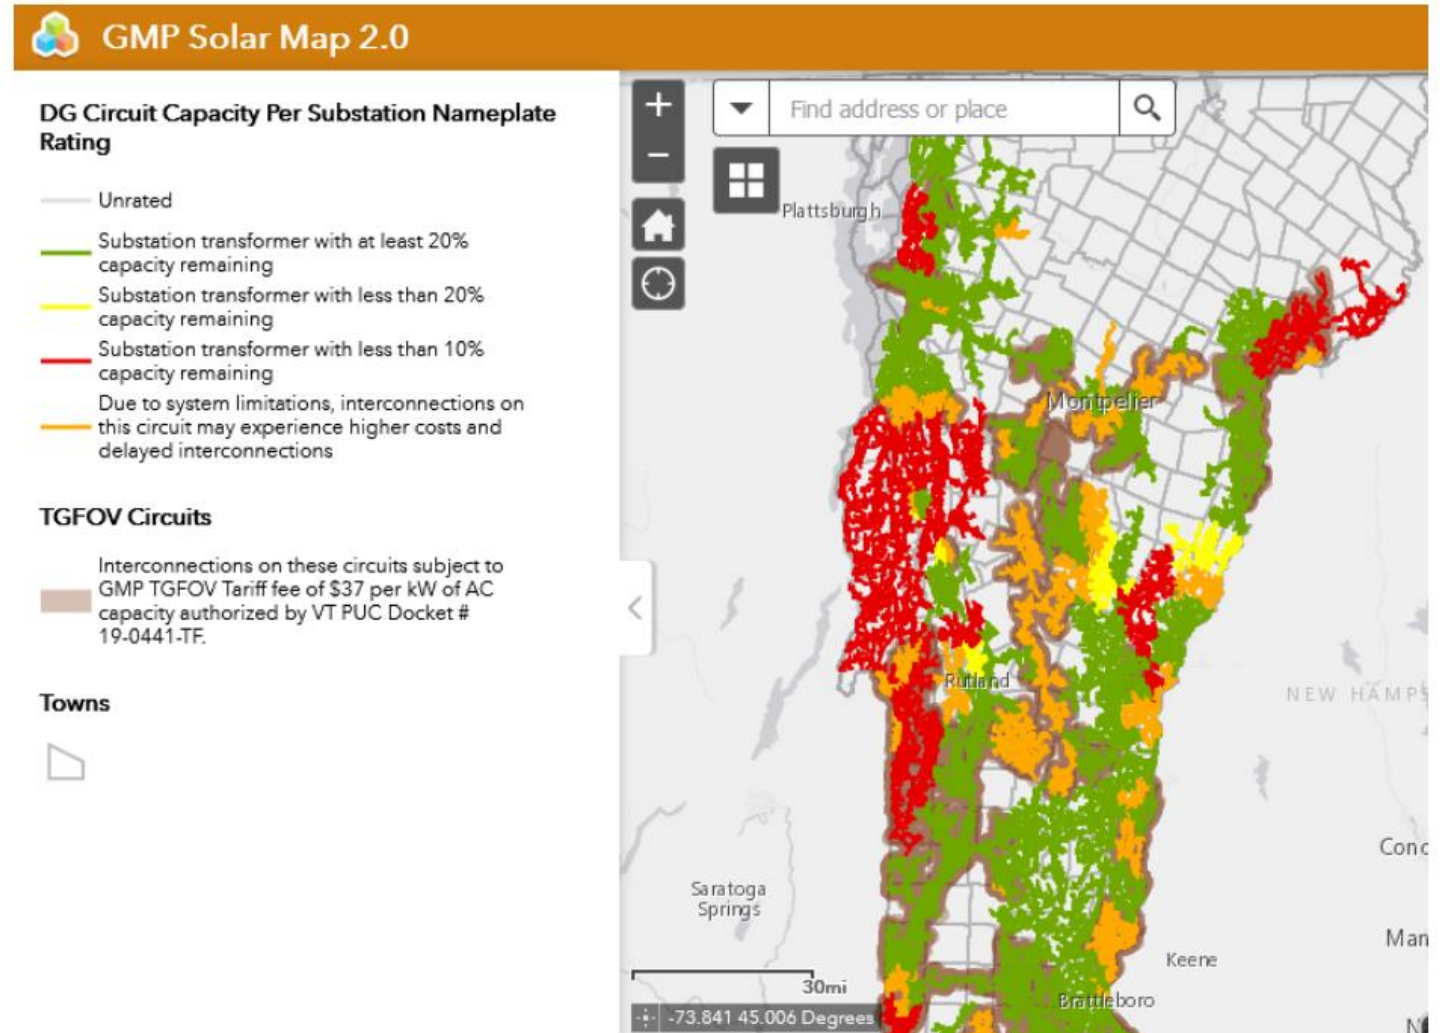 GMP Solar Map 2.0
DG Circuit Capacity Per Substation Nameplate
Rating
Unrated
Substation transformer with at least 20%
capacity remaining
Substation transformer with less than 20%
capacity remaining
Substation transformer with less than 10%
capacity remaining
Due to system limitations, interconnections on
this circuit may experience higher costs and
delayed interconnections
TGFOV Circuits
Interconnections on these circuits subject to
GMP TGFOV Tariff fee of $37 per kW of AC
capacity authorized by VT PUC Docket #
19-0441-TF.
Towns
Find address or place
Plattsburgh
Montpelier
Rutland
NEW HAMPS
Conc
Saratoga
Springs
Man
Keene
30mi
Brattleboro
-73.841 45.006 Degrees
N